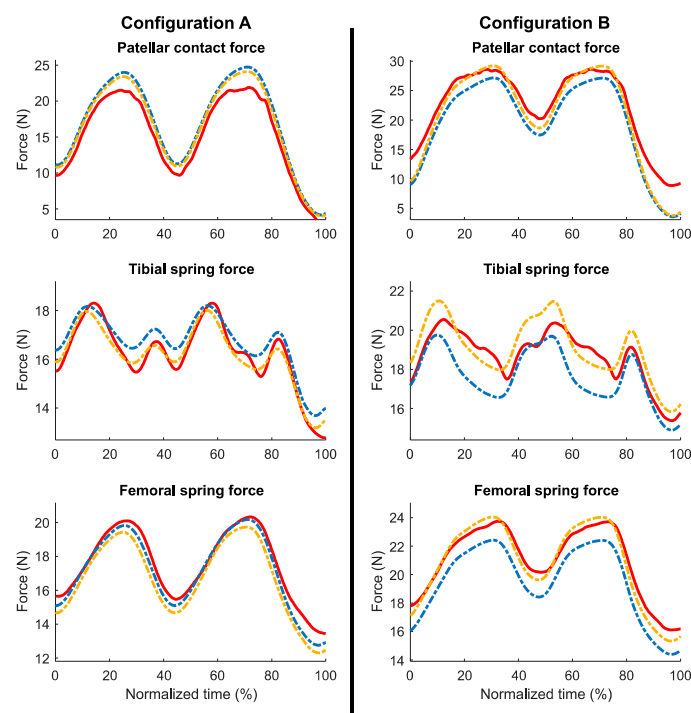 Configuration A
Patellar contact force
Force (N)
25
20
15
10
5
0 20 40 60 80 100
Tibial spring force
Force (N)
18
16
14
0 20 40 60 80 100
Femoral spring force
Force (N)
20
18
16
14
12
0 20 40 60 80 100
Normalized time (%)
Configuration B
Patellar contact force
Force (N)
30
25
20
15
10
5
0 20 40 60 80 100
Tibial spring force
Force (N)
22
20
18
16
0 20 40 60 80 100
Femoral spring force
Force (N)
24
22
20
18
16
14
0 20 40 60 80 100
Normalized time (%)